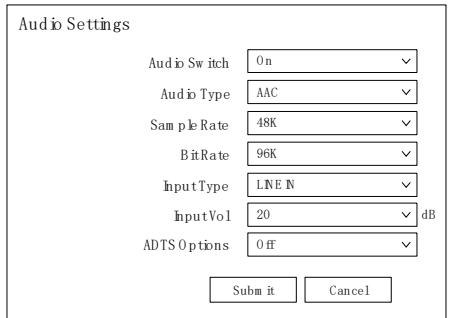 Audio Settings
Audio Switch On
Audio Type AAC
Sample Rate 48K
BitRate 96K
InputType LINE IN
InputVol 20 dB
ADTS Options Off
Submit Cancel